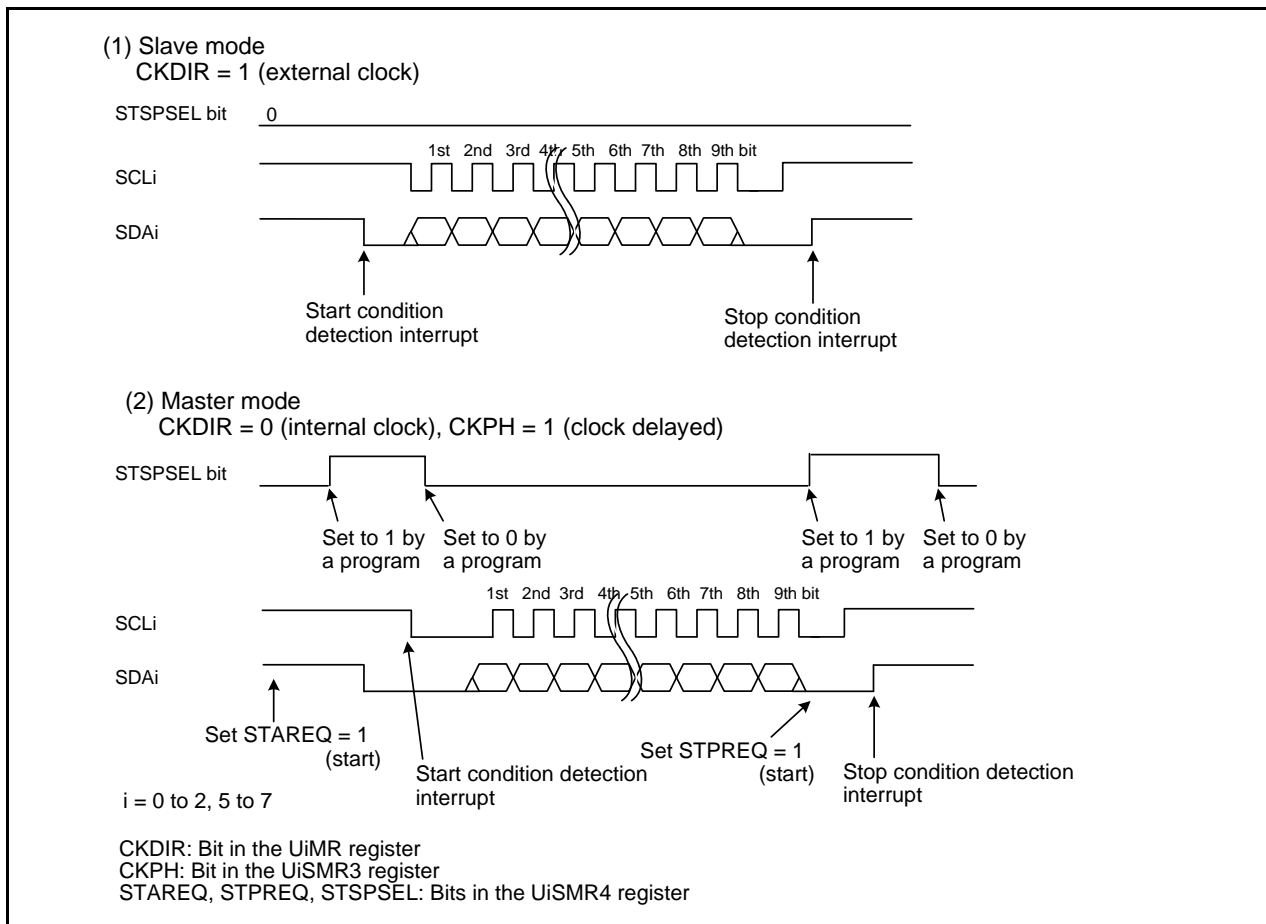 (1) Slave mode
CKDIR = 1 (external clock)
STSPSEL bit 0
1st 2nd 3rd 4th 5th 6th 7th 8th 9th bit
SCLi
SDAi
Start condition
detection interrupt
Stop condition
detection interrupt
(2) Master mode
CKDIR = 0 (internal clock), CKPH = 1 (clock delayed)
STSPSEL bit
Set to 1 by
a program
Set to 0 by
a program
Set to 1 by
a program
Set to 0 by
a program
1st 2nd 3rd 4th 5th 6th 7th 8th 9th bit
SCLi
SDAi
Set STAREQ = 1
(start)
Start condition detection
interrupt
Set STPREQ = 1
(start)
Stop condition detection
interrupt
i = 0 to 2, 5 to 7
CKDIR: Bit in the UiMR register
CKPH: Bit in the UiSMR3 register
STAREQ, STPREQ, STSPSEL: Bits in the UiSMR4 register